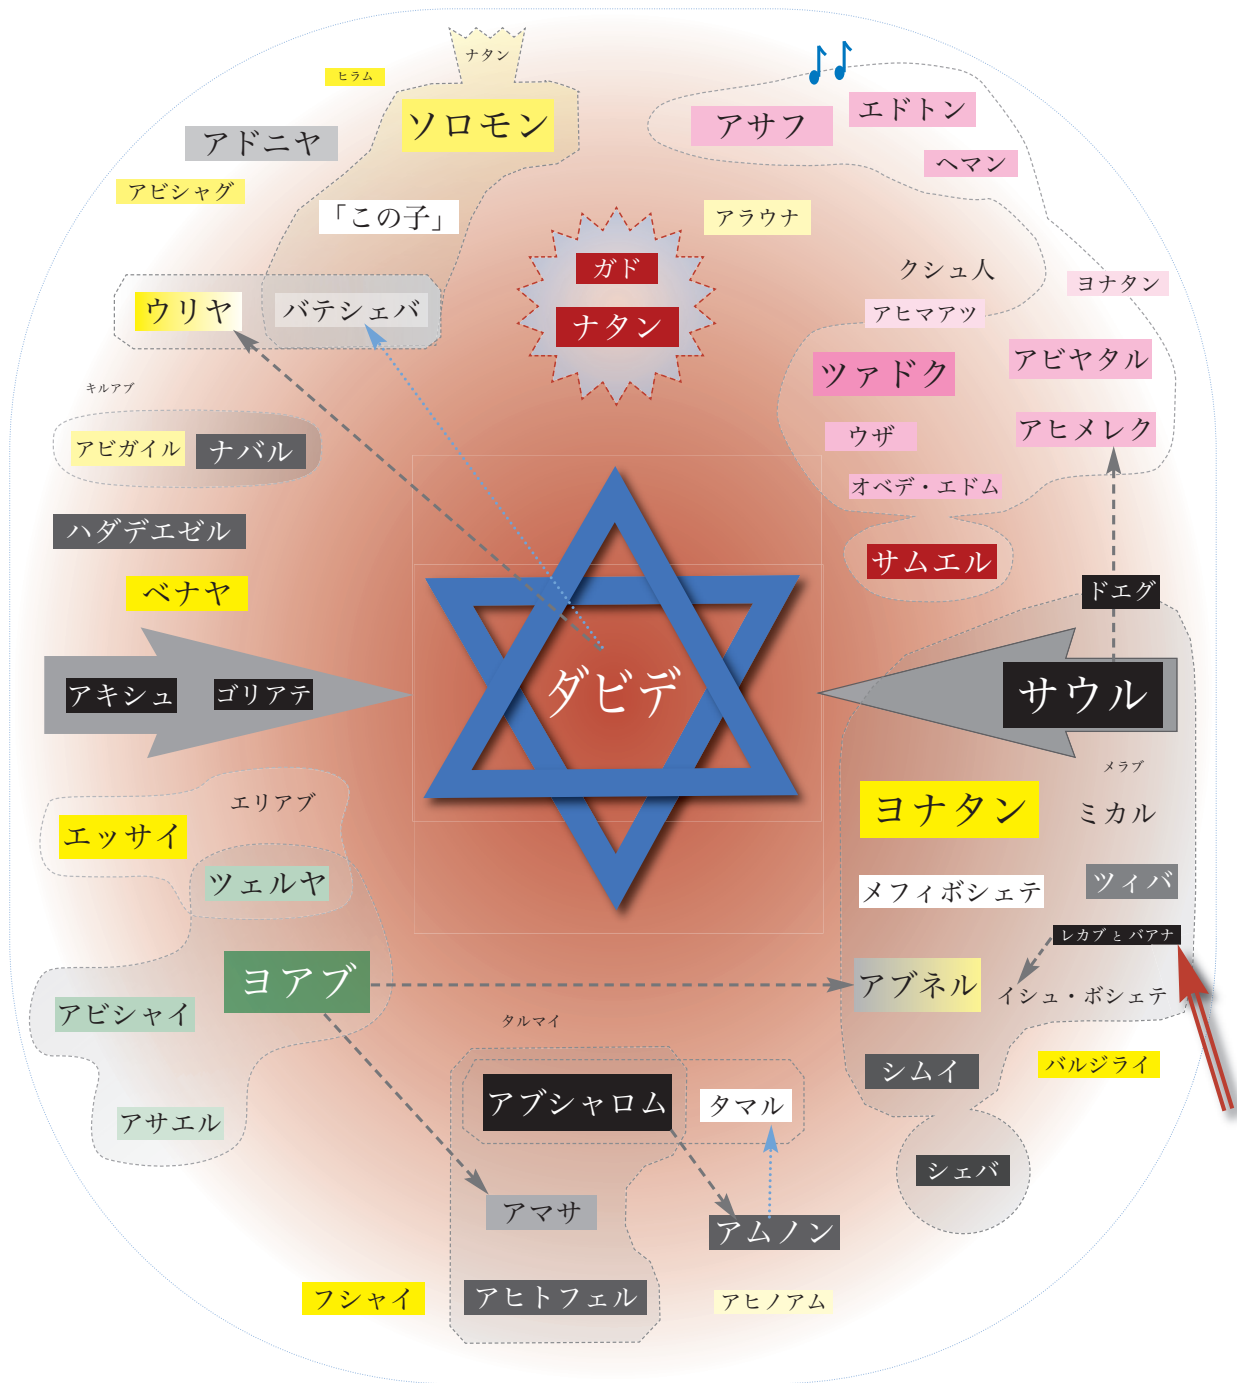 ナタン
ヒラム
ソロモン
アドニヤ
アビシャグ
「この子」
アサフ
エドトン
ヘマン
アラウナ
ガド
ナタン
クシュ人
ヨナタン
アヒマアツ
ウリヤ
バテシェバ
ツァドク
アビヤタル
キルアブ
アビガイル
ナバル
ウザ
アヒメレク
オベデ・エドム
ハダデエゼル
サムエル
ベナヤ
ドエグ
アキシュ
ゴリアテ
ダビデ
サウル
メラブ
エリアブ
エッサイ
ヨナタン
ミカル
ツェルヤ
メフィボシェテ
ツィバ
レカブ と バアナ
ヨアブ
アブネル
イシュ・ボシェテ
アビシャイ
タルマイ
シムイ
バルジライ
アブシャロム
タマル
アサエル
シェバ
アマサ
アムノン
フシャイ
アヒトフェル
アヒノアム